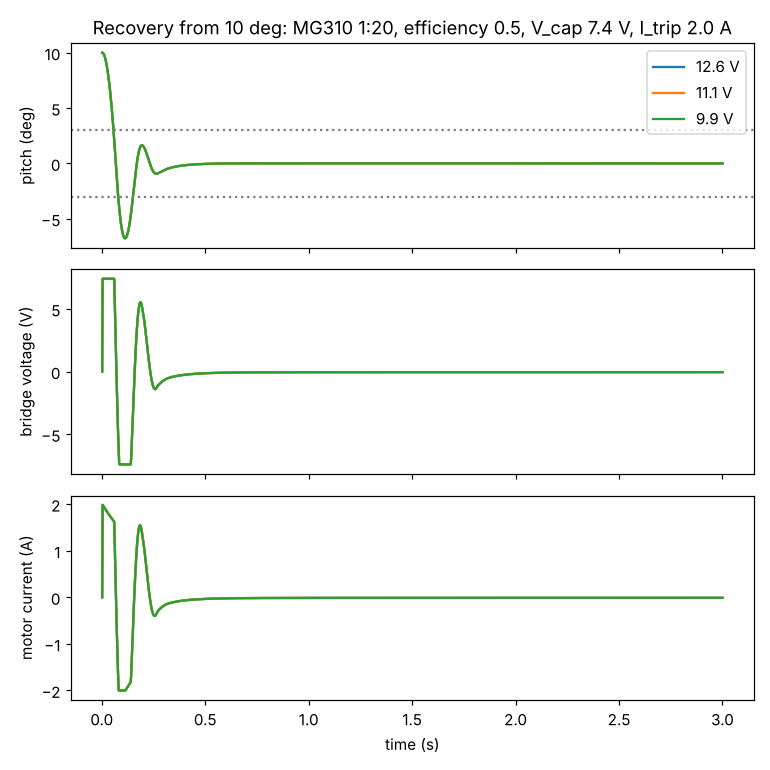 Recovery from 10 deg: MG310 1:20, efficiency 0.5, V_cap 7.4 V, I_trip 2.0 A
12.6 V
11.1 V
9.9 V
pitch (deg)
10
5
0
−5
bridge voltage (V)
5
0
−5
motor current (A)
2
1
0
−1
−2
0.0 0.5 1.0 1.5 2.0 2.5 3.0
time (s)